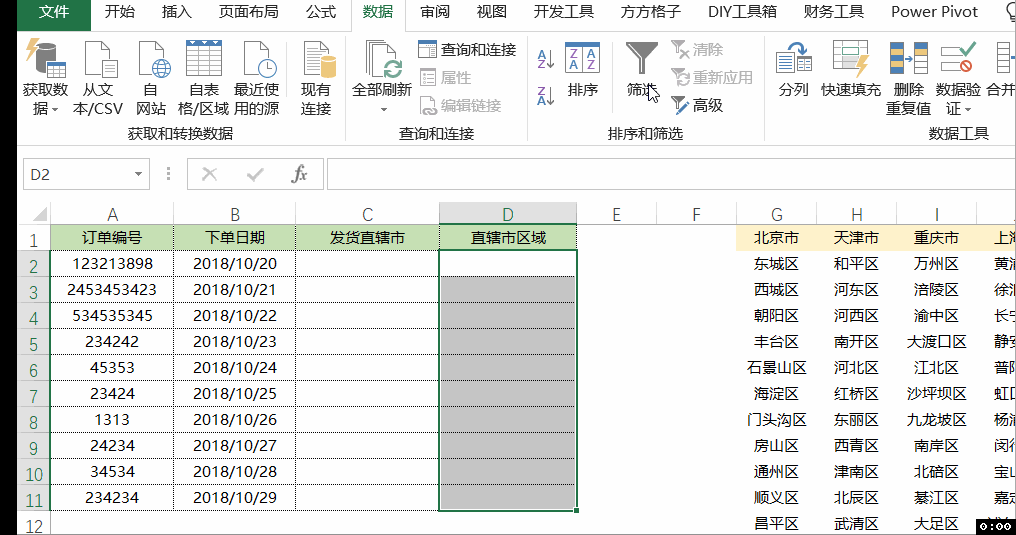 文件 开始 插入 页面布局 公式 数据 审阅 视图 开发工具 方方格子 DIY工具箱 财务工具 Power Pivot
获取数据 从文本/CSV 自网站 自表格/区域 最近使用的源 现有连接 全部刷新 查询和连接 属性 编辑链接 排序 筛选 清除 重新应用 高级 分列 快速填充 删除重复值 数据验证 合并
获取和转换数据 查询和连接 排序和筛选 数据工具
D2 fx
A B C D E F G H I
1 订单编号 下单日期 发货直辖市 直辖市区域 北京市 天津市 重庆市 上海
2 123213898 2018/10/20 东城区 和平区 万州区 黄浦
3 2453453423 2018/10/21 西城区 河东区 涪陵区 徐汇
4 534535345 2018/10/22 朝阳区 河西区 渝中区 长宁
5 234242 2018/10/23 丰台区 南开区 大渡口区 静安
6 45353 2018/10/24 石景山区 河北区 江北区 普陀
7 23424 2018/10/25 海淀区 红桥区 沙坪坝区 虹口
8 1313 2018/10/26 门头沟区 东丽区 九龙坡区 杨浦
9 24234 2018/10/27 房山区 西青区 南岸区 闵行
10 34534 2018/10/28 通州区 津南区 北碚区 宝山
11 234234 2018/10/29 顺义区 北辰区 綦江区 嘉定
12 昌平区 武清区 大足区
0:00